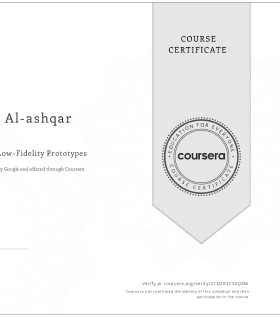 COURSE
CERTIFICATE
Al-ashqar
Low-Fidelity Prototypes
by Google and offered through Coursera
EDUCATION FOR EVERYONE
coursera
COURSE CERTIFICATE
Verify at coursera.org/verify/
Coursera has confirmed the identity of this individual and their
participation in the course.